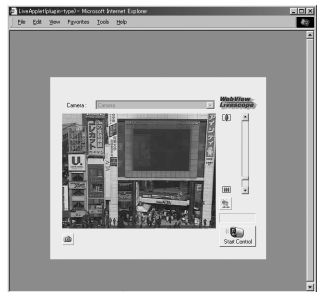 LiveApplet(plugin-type) - Microsoft Internet Explorer
File Edit View Favorites Tools Help
WebView
Livescope
Camera: Camera
U.
Start Control